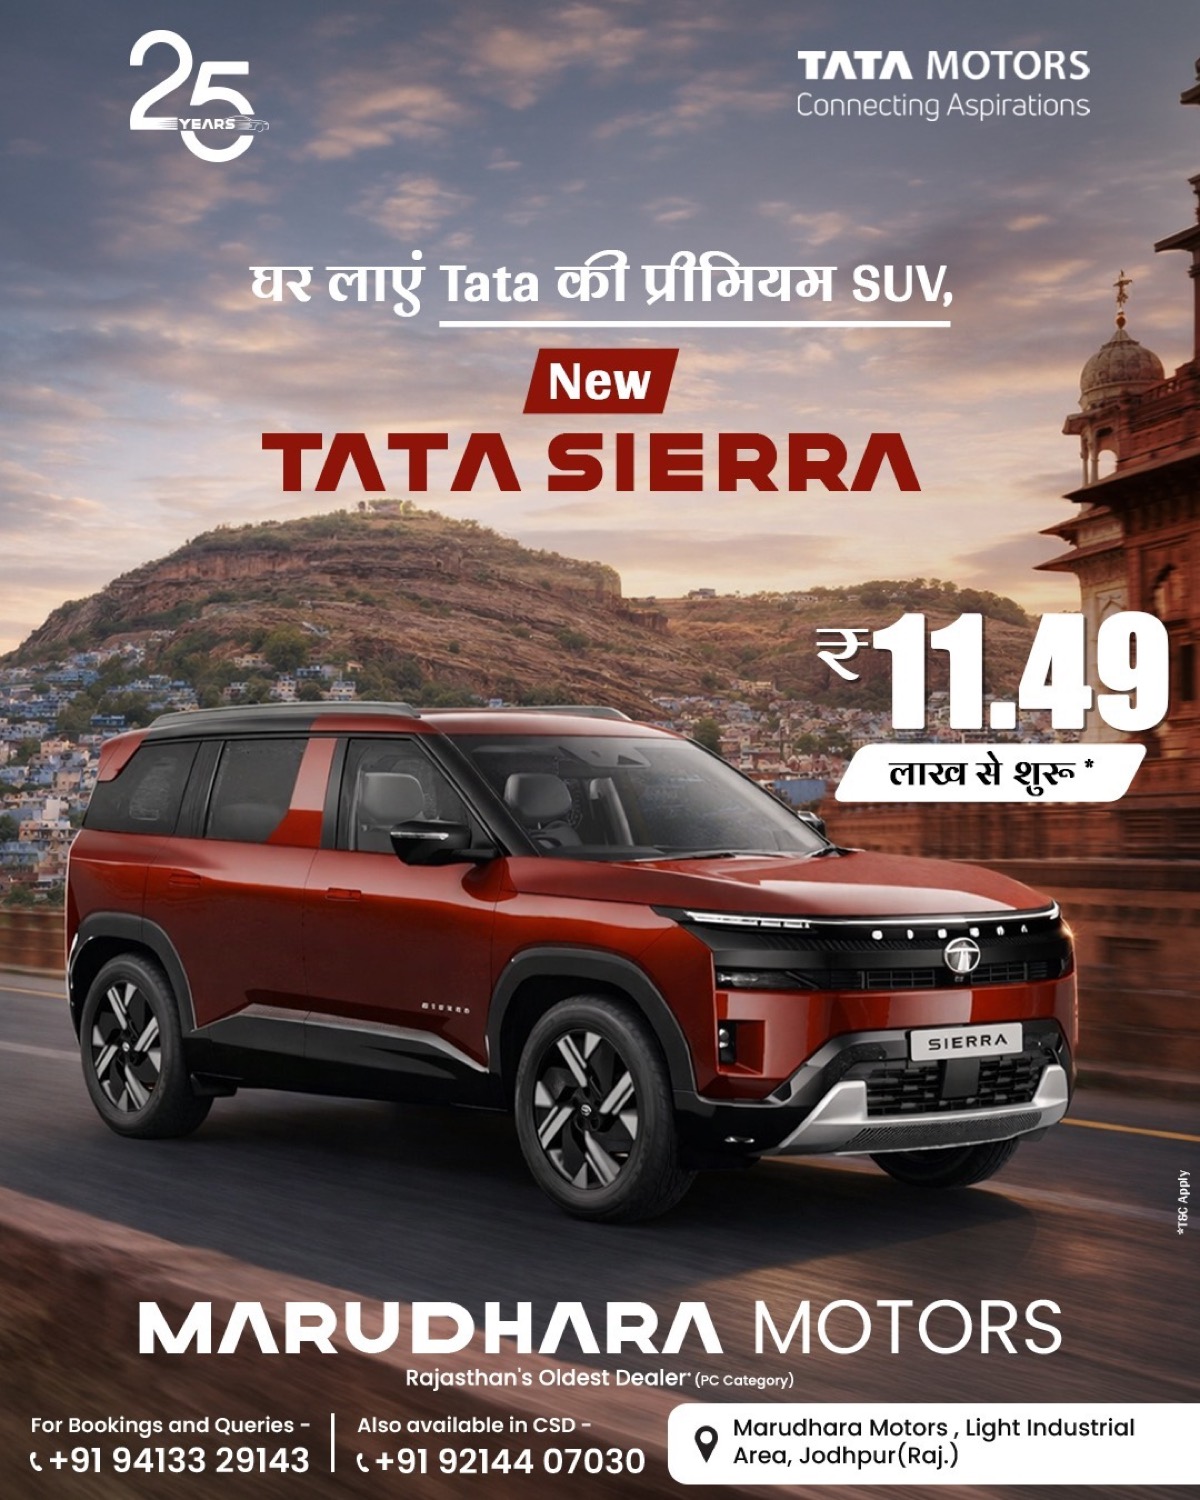 25
YEARS
TATA MOTORS
Connecting Aspirations
घर लाएं Tata की प्रीमियम SUV,
New
TATA SIERRA
₹11.49
लाख से शुरू*
SIERRA
SIERRA
SIERRA
*T&C Apply
MARUDHARA MOTORS
Rajasthan's Oldest Dealer* (PC Category)
For Bookings and Queries -
+91 94133 29143
Also available in CSD -
+91 92144 07030
Marudhara Motors , Light Industrial
Area, Jodhpur(Raj.)